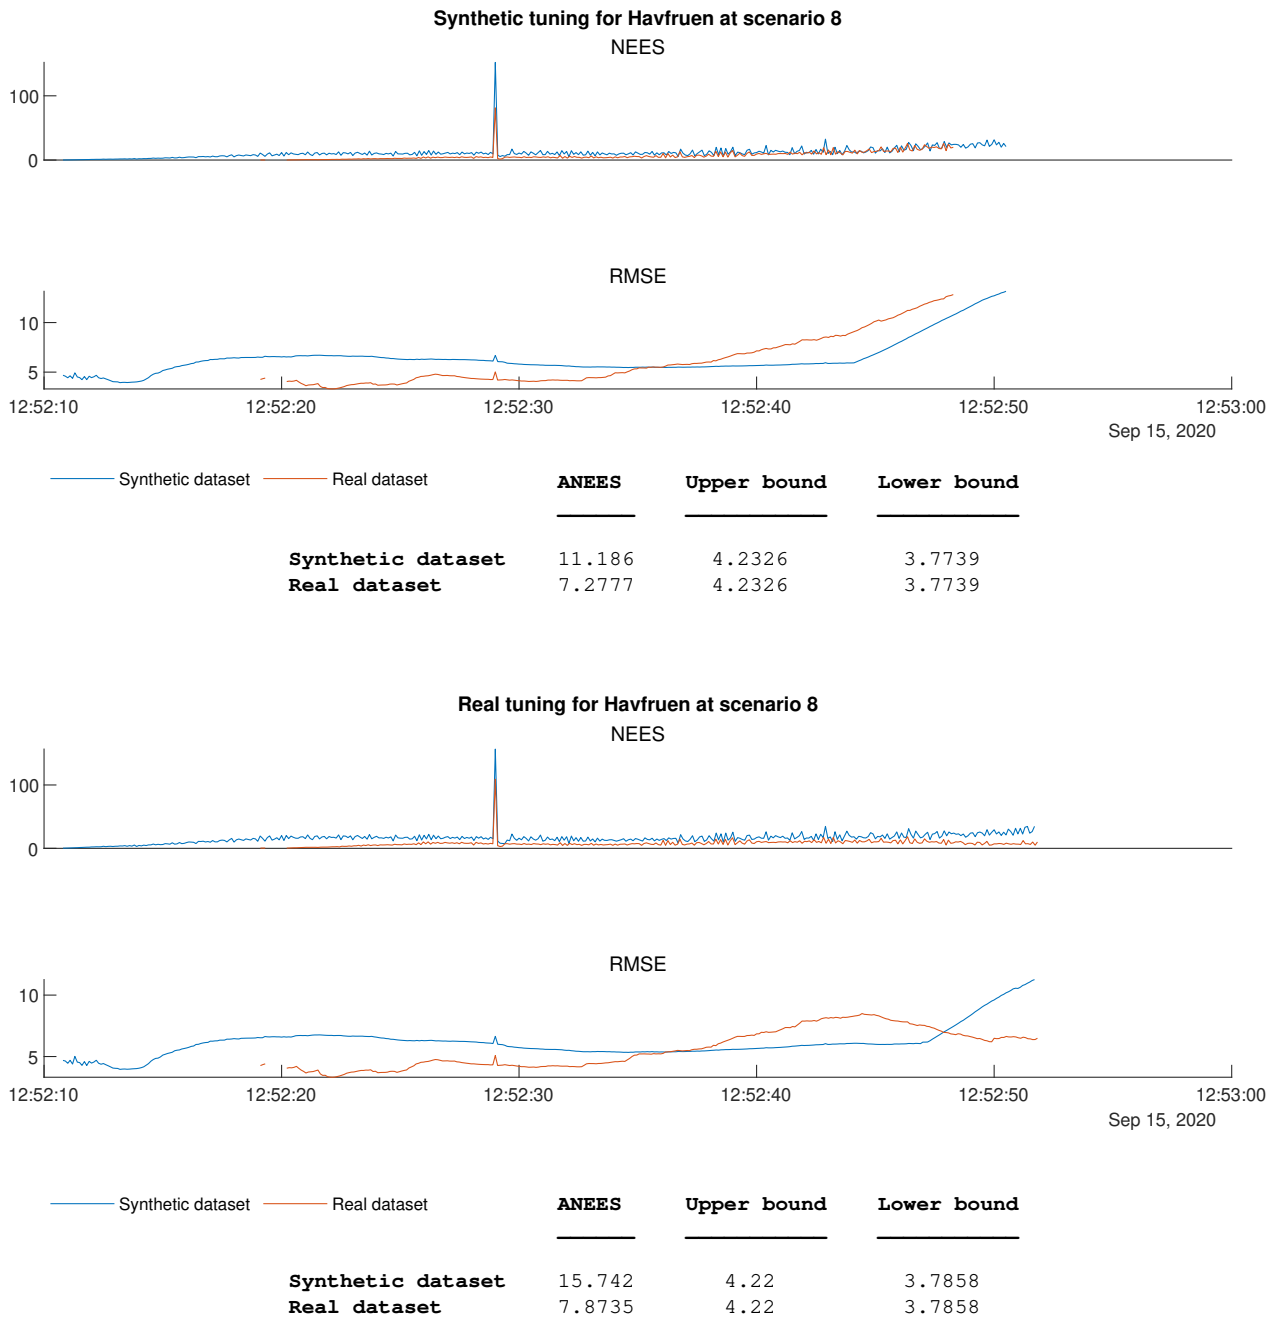 Synthetic tuning for Havfruen at scenario 8
NEES
100
0
RMSE
10
5
12:52:10 12:52:20 12:52:30 12:52:40 12:52:50 12:53:00
Sep 15, 2020
Synthetic dataset Real dataset
ANEES Upper bound Lower bound
Synthetic dataset 11.186 4.2326 3.7739
Real dataset 7.2777 4.2326 3.7739
Real tuning for Havfruen at scenario 8
NEES
100
0
RMSE
10
5
12:52:10 12:52:20 12:52:30 12:52:40 12:52:50 12:53:00
Sep 15, 2020
Synthetic dataset Real dataset
ANEES Upper bound Lower bound
Synthetic dataset 15.742 4.22 3.7858
Real dataset 7.8735 4.22 3.7858